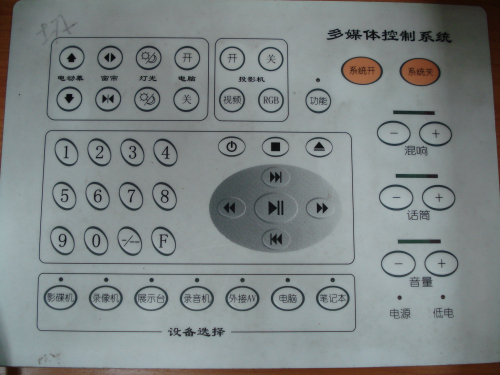 多媒体控制系统
开 开 关 系统开 系统关
电动幕 窗帘 灯光 电脑 投影机
关 视频 RGB 功能
− +
混响
1 2 3 4
5 6 7 8
− +
话筒
9 0 -/-- F
− +
音量
影碟机 录像机 展示台 录音机 外接AV 电脑 笔记本
电源 低电
设备选择